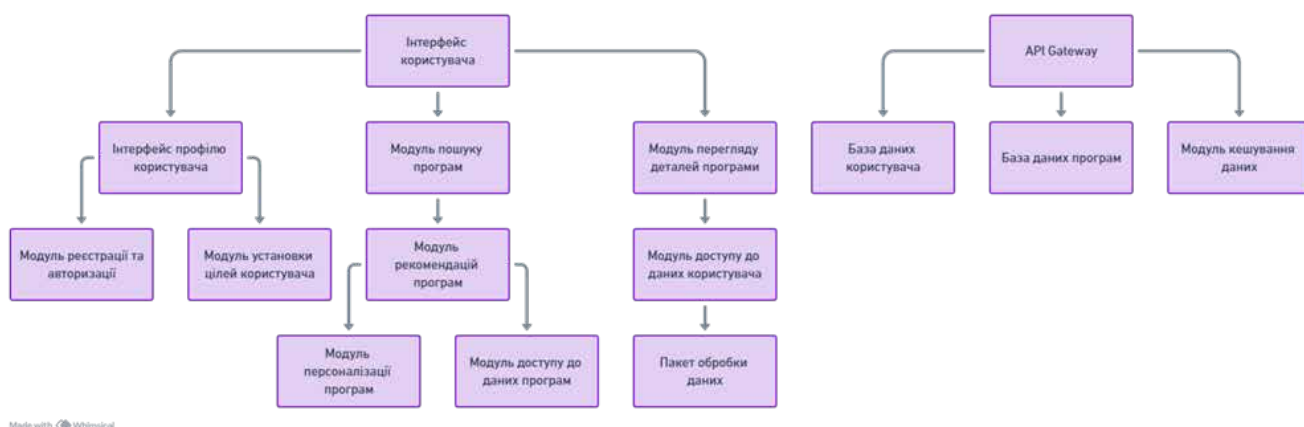 Інтерфейс
користувача
API Gateway
Інтерфейс профілю
користувача
Модуль пошуку
програм
Модуль перегляду
деталей програми
База даних
користувача
База даних програм
Модуль кешування
даних
Модуль реєстрації та
авторизації
Модуль установки
цілей користувача
Модуль
рекомендацій
програм
Модуль доступу до
даних користувача
Модуль
персоналізації
програм
Модуль доступу до
даних програм
Пакет обробки
даних
Made with Whimsical